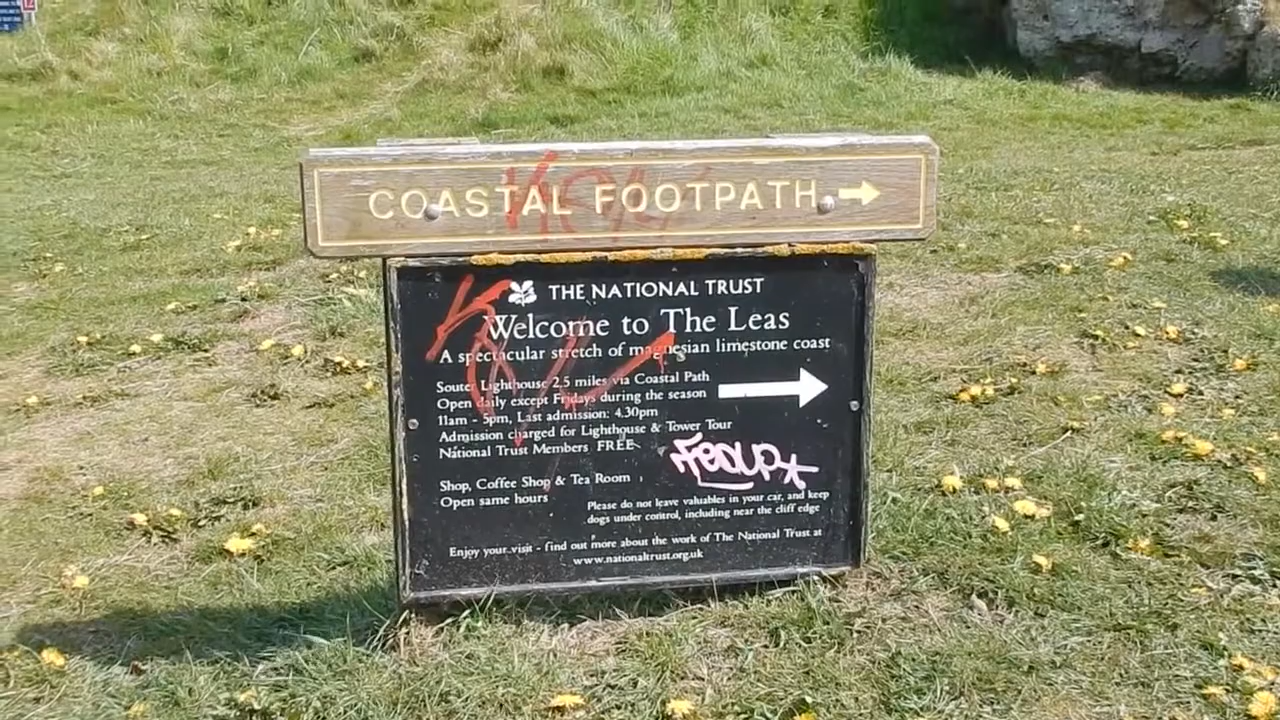 COASTAL FOOTPATH
THE NATIONAL TRUST
Welcome to The Leas
A spectacular stretch of magnesian limestone coast
Souter Lighthouse 2.5 miles via Coastal Path
Open daily except Fridays during the season
11am - 5pm, Last admission: 4.30pm
Admission charged for Lighthouse & Tower Tour
National Trust Members FREE
Shop, Coffee Shop & Tea Room
Open same hours
Please do not leave valuables in your car, and keep
dogs under control, including near the cliff edge
Enjoy your visit - find out more about the work of The National Trust at
www.nationaltrust.org.uk
12